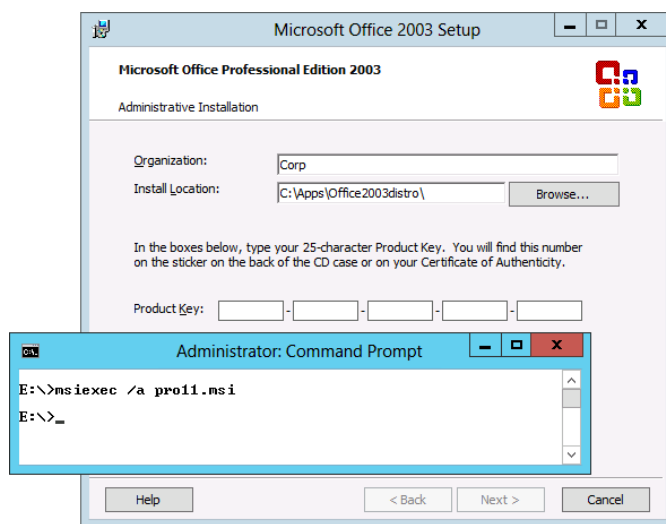 Microsoft Office 2003 Setup
Microsoft Office Professional Edition 2003
Administrative Installation
Organization: Corp
Install Location: C:\Apps\Office2003distro\ Browse...
In the boxes below, type your 25-character Product Key. You will find this number
on the sticker on the back of the CD case or on your Certificate of Authenticity.
Product Key: - - - -
Administrator: Command Prompt
E:\>msiexec /a pro11.msi
E:\>_
Help < Back Next > Cancel